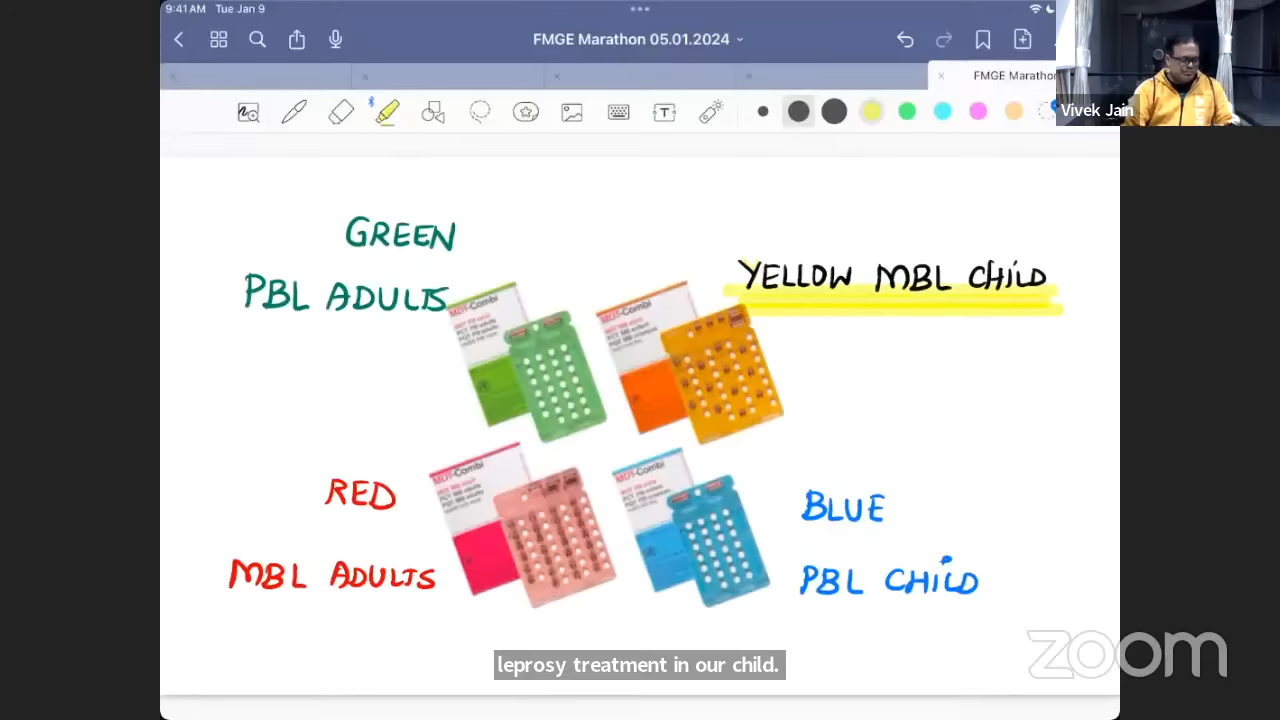 9:41 AM Tue Jan 9
FMGE Marathon 05.01.2024
FMGE Marathon
Vivek Jain
GREEN
PBL ADULTS
YELLOW MBL CHILD
MDT-Combi
MDT-Combi
RED
MBL ADULTS
MDT-Combi
MDT-Combi
BLUE
PBL CHILD
leprosy treatment in our child.
zoom